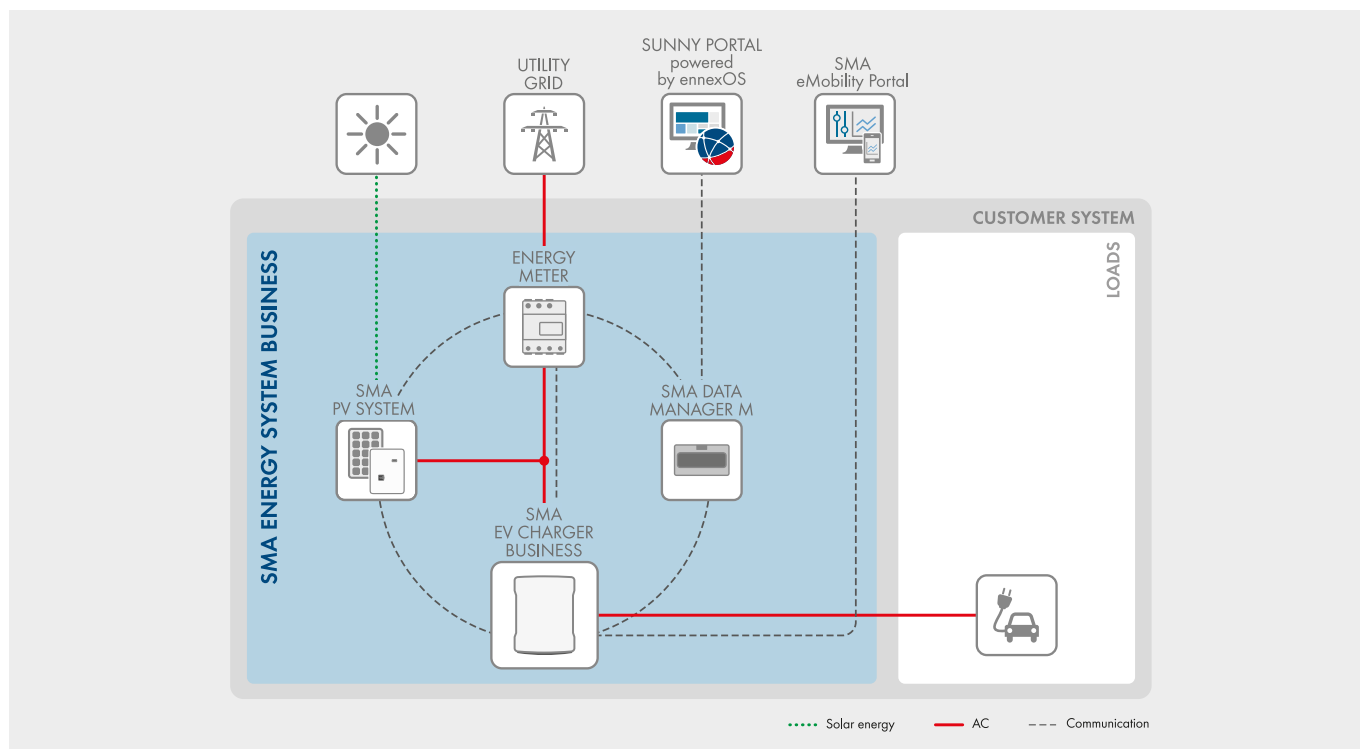 SUNNY PORTAL
powered
by ennexOS
UTILITY
GRID
SMA
eMobility Portal
CUSTOMER SYSTEM
SMA ENERGY SYSTEM BUSINESS
LOADS
ENERGY
METER
SMA
PV SYSTEM
SMA DATA
MANAGER M
SMA
EV CHARGER
BUSINESS
Solar energy
AC
Communication